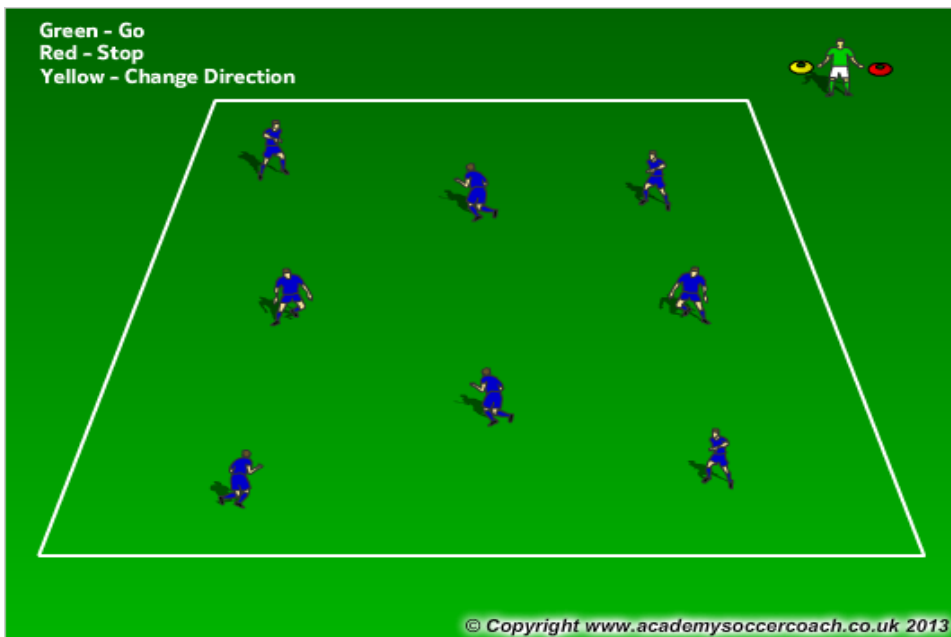 Green - Go
Red - Stop
Yellow - Change Direction
© Copyright www.academysoccercoach.co.uk 2013